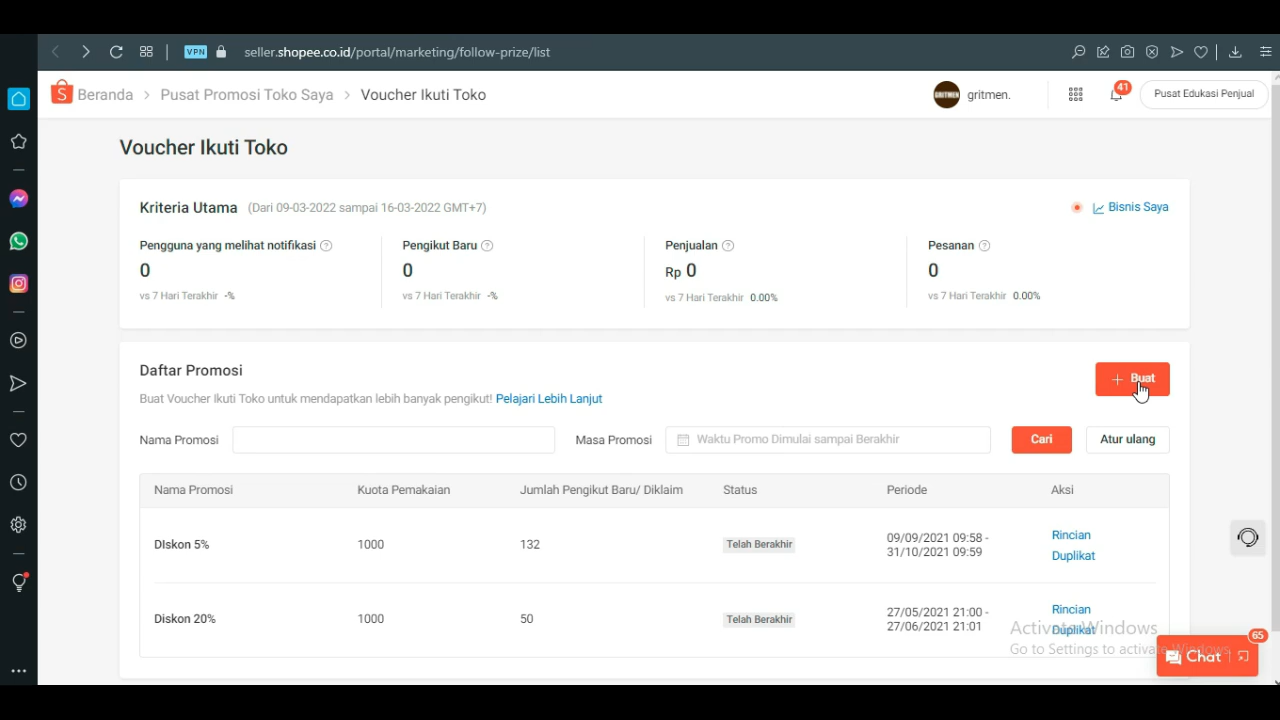 VPN seller.shopee.co.id/portal/marketing/follow-prize/list
Beranda > Pusat Promosi Toko Saya > Voucher Ikuti Toko
GRITMEN gritmen. 41 Pusat Edukasi Penjual
Voucher Ikuti Toko
Kriteria Utama (Dari 09-03-2022 sampai 16-03-2022 GMT+7) Bisnis Saya
Pengguna yang melihat notifikasi ? Pengikut Baru ? Penjualan ? Pesanan ?
0 0 Rp 0 0
vs 7 Hari Terakhir -% vs 7 Hari Terakhir -% vs 7 Hari Terakhir 0.00% vs 7 Hari Terakhir 0.00%
Daftar Promosi
+ Buat
Buat Voucher Ikuti Toko untuk mendapatkan lebih banyak pengikut! Pelajari Lebih Lanjut
Nama Promosi Masa Promosi Waktu Promo Dimulai sampai Berakhir Cari Atur ulang
Nama Promosi Kuota Pemakaian Jumlah Pengikut Baru/ Diklaim Status Periode Aksi
DIskon 5% 1000 132 Telah Berakhir 09/09/2021 09:58 - 31/10/2021 09:59 Rincian
Duplikat
Diskon 20% 1000 50 Telah Berakhir 27/05/2021 21:00 - 27/06/2021 21:01 Rincian
Duplikat
Activate Windows
Go to Settings to activate Windows.
Chat 65